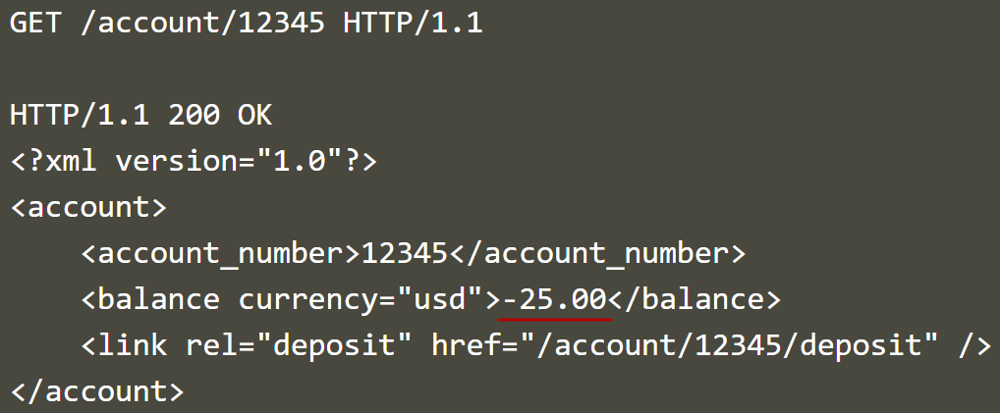 GET /account/12345 HTTP/1.1
HTTP/1.1 200 OK
<?xml version="1.0"?>
<account>
    <account_number>12345</account_number>
    <balance currency="usd">-25.00</balance>
    <link rel="deposit" href="/account/12345/deposit" />
</account>